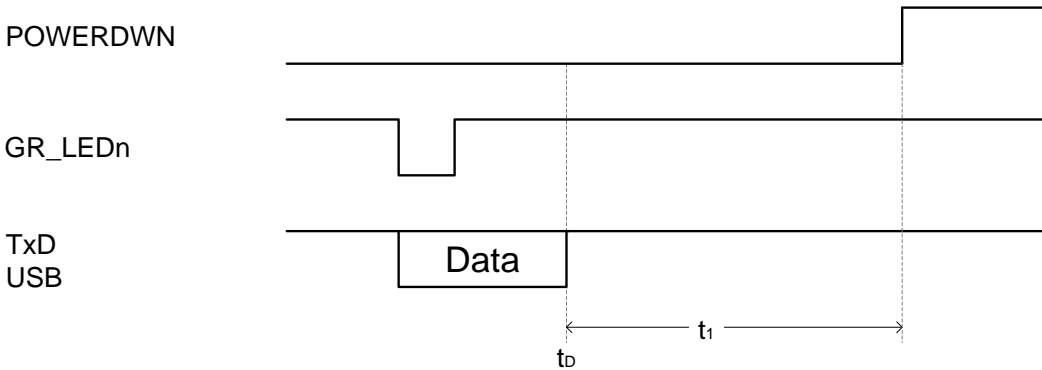 POWERDWN
GR_LEDn
TxD
USB
Data
t1
tD